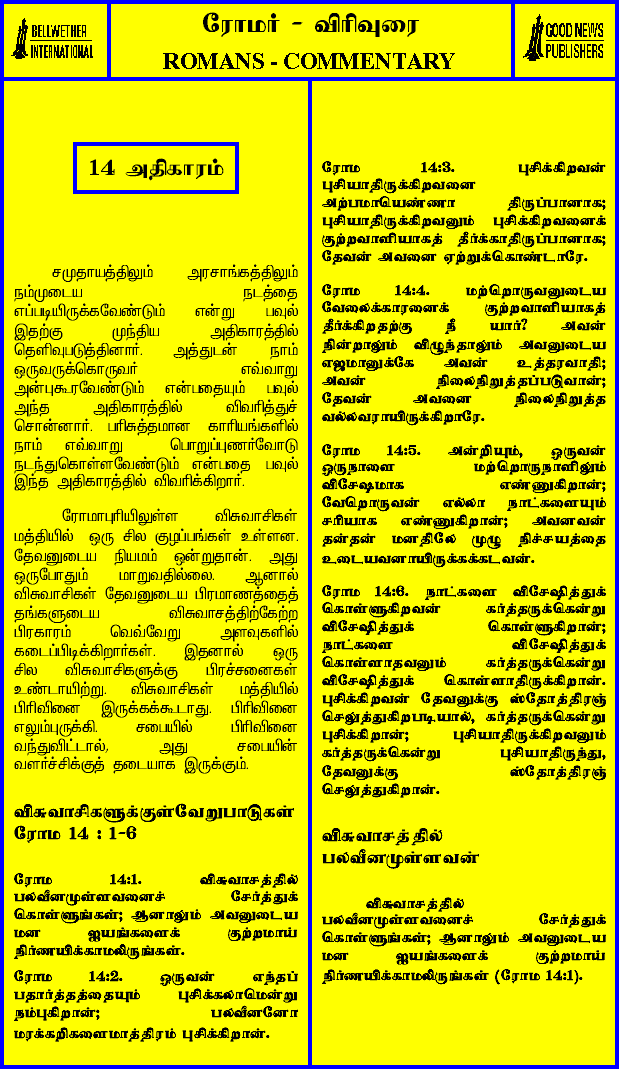 BELLWETHER
INTERNATIONAL
ரோமர் - விரிவுரை
ROMANS - COMMENTARY
GOOD NEWS
PUBLISHERS
14 அதிகாரம்
சமுதாயத்திலும் அரசாங்கத்திலும்
நம்முடைய நடத்தை
எப்படியிருக்கவேண்டும் என்று பவுல்
இதற்கு முந்திய அதிகாரத்தில்
தெளிவுபடுத்தினார். அத்துடன் நாம்
ஒருவருக்கொருவர் எவ்வாறு
அன்புகூரவேண்டும் என்பதையும் பவுல்
அந்த அதிகாரத்தில் விவரித்துச்
சொன்னார். பரிசுத்தமான காரியங்களில்
நாம் எவ்வாறு பொறுப்புணர்வோடு
நடந்துகொள்ளவேண்டும் என்பதை பவுல்
இந்த அதிகாரத்தில் விவரிக்கிறார்.
ரோமாபுரியிலுள்ள விசுவாசிகள்
மத்தியில் ஒரு சில குழப்பங்கள் உள்ளன.
தேவனுடைய நியமம் ஒன்றுதான். அது
ஒருபோதும் மாறுவதில்லை. ஆனால்
விசுவாசிகள் தேவனுடைய பிரமாணத்தைத்
தங்களுடைய விசுவாசத்திற்கேற்ற
பிரகாரம் வெவ்வேறு அளவுகளில்
கடைப்பிடிக்கிறார்கள். இதனால் ஒரு
சில விசுவாசிகளுக்கு பிரச்சனைகள்
உண்டாயிற்று. விசுவாசிகள் மத்தியில்
பிரிவினை இருக்கக்கூடாது. பிரிவினை
எலும்புருக்கி. சபையில் பிரிவினை
வந்துவிட்டால், அது சபையின்
வளர்ச்சிக்குத் தடையாக இருக்கும்.
விசுவாசிகளுக்குள்வேறுபாடுகள்
ரோம 14 : 1-6
ரோம 14:1. விசுவாசத்தில்
பலவீனமுள்ளவனைச் சேர்த்துக்
கொள்ளுங்கள்; ஆனாலும் அவனுடைய
மன ஐயங்களைக் குற்றமாய்
நிர்ணயிக்காமலிருங்கள்.
ரோம 14:2. ஒருவன் எந்தப்
பதார்த்தத்தையும் புசிக்கலாமென்று
நம்புகிறான்; பலவீனனோ
மரக்கறிகளைமாத்திரம் புசிக்கிறான்.
ரோம 14:3. புசிக்கிறவன்
புசியாதிருக்கிறவனை
அற்பமாயெண்ணா திருப்பானாக;
புசியாதிருக்கிறவனும் புசிக்கிறவனைக்
குற்றவாளியாகத் தீர்க்காதிருப்பானாக;
தேவன் அவனை ஏற்றுக்கொண்டாரே.
ரோம 14:4. மற்றொருவனுடைய
வேலைக்காரனைக் குற்றவாளியாகத்
தீர்க்கிறதற்கு நீ யார்? அவன்
நின்றாலும் விழுந்தாலும் அவனுடைய
எஜமானுக்கே அவன் உத்தரவாதி;
அவன் நிலைநிறுத்தப்படுவான்;
தேவன் அவனை நிலைநிறுத்த
வல்லவராயிருக்கிறாரே.
ரோம 14:5. அன்றியும், ஒருவன்
ஒருநாளை மற்றொருநாளிலும்
விசேஷமாக எண்ணுகிறான்;
வேறொருவன் எல்லா நாட்களையும்
சரியாக எண்ணுகிறான்; அவனவன்
தன்தன் மனதிலே முழு நிச்சயத்தை
உடையவனாயிருக்கக்கடவன்.
ரோம 14:6. நாட்களை விசேஷித்துக்
கொள்ளுகிறவன் கர்த்தருக்கென்று
விசேஷித்துக் கொள்ளுகிறான்;
நாட்களை விசேஷித்துக்
கொள்ளாதவனும் கர்த்தருக்கென்று
விசேஷித்துக் கொள்ளாதிருக்கிறான்.
புசிக்கிறவன் தேவனுக்கு ஸ்தோத்திரஞ்
செலுத்துகிறபடியால், கர்த்தருக்கென்று
புசிக்கிறான்; புசியாதிருக்கிறவனும்
கர்த்தருக்கென்று புசியாதிருந்து,
தேவனுக்கு ஸ்தோத்திரஞ்
செலுத்துகிறான்.
விசுவாசத்தில்
பலவீனமுள்ளவன்
விசுவாசத்தில்
பலவீனமுள்ளவனைச் சேர்த்துக்
கொள்ளுங்கள்; ஆனாலும் அவனுடைய
மன ஐயங்களைக் குற்றமாய்
நிர்ணயிக்காமலிருங்கள் (ரோம 14:1).